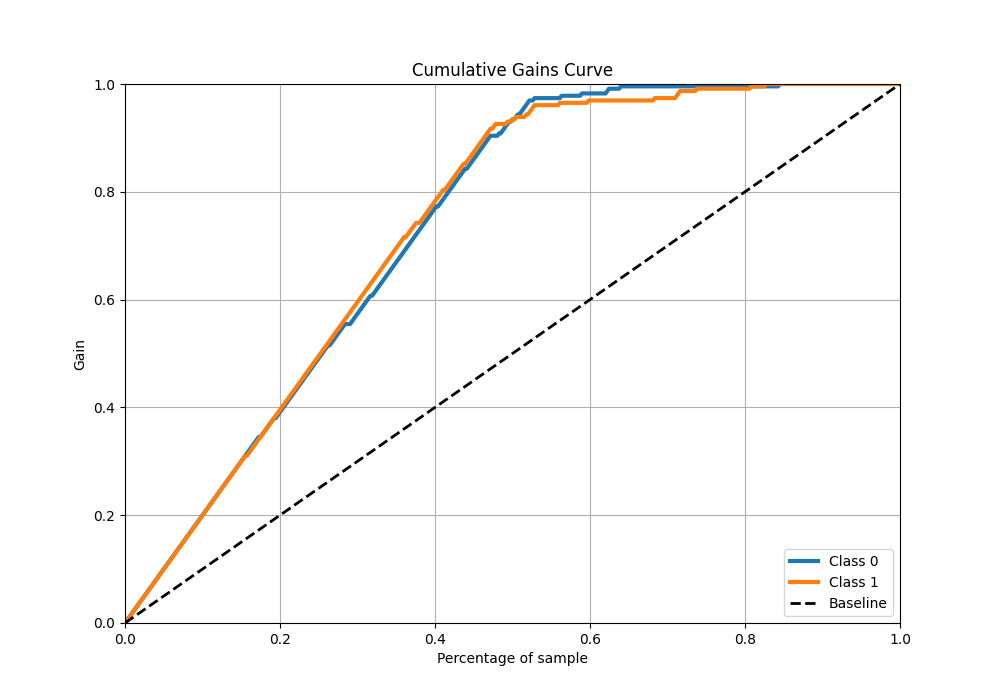 Cumulative Gains Curve
Gain
1.0
0.8
0.6
0.4
0.2
0.0
0.0 0.2 0.4 0.6 0.8 1.0
Percentage of sample
Class 0
Class 1
Baseline